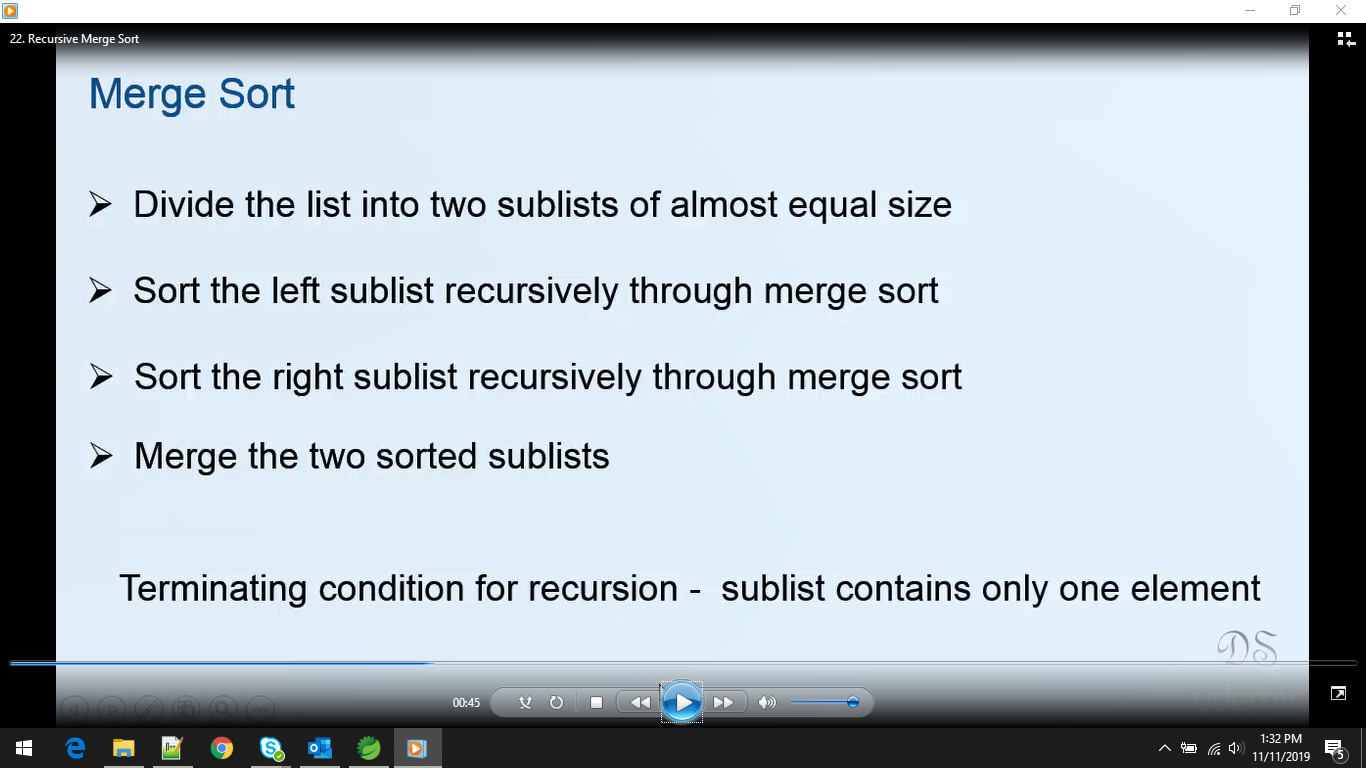 22. Recursive Merge Sort
Merge Sort
Divide the list into two sublists of almost equal size
Sort the left sublist recursively through merge sort
Sort the right sublist recursively through merge sort
Merge the two sorted sublists
Terminating condition for recursion - sublist contains only one element
DS
udemy
00:45
1:32 PM
11/11/2019
5